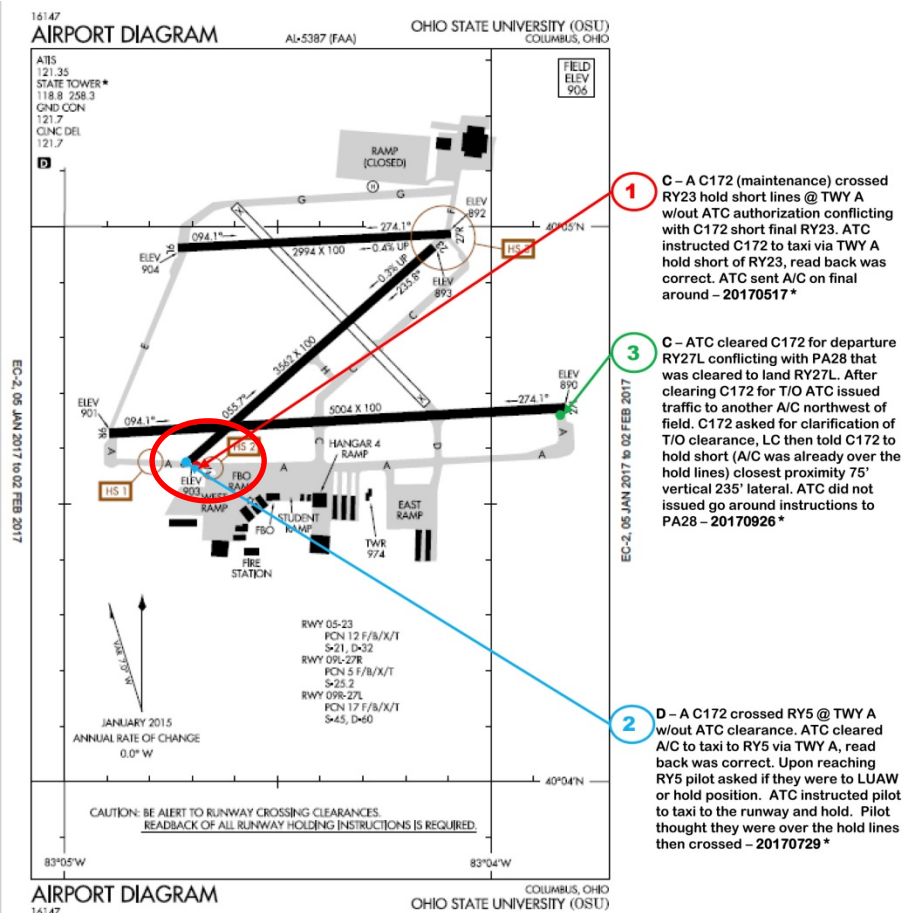 16147
AIRPORT DIAGRAM
AL-5387 (FAA)
OHIO STATE UNIVERSITY (OSU)
COLUMBUS, OHIO
ATIS
121.35
STATE TOWER★
118.8 258.3
GND CON
121.7
CLNC DEL
121.7
D
FIELD
ELEV
906
RAMP
(CLOSED)
H
G
G
F
X
X
ELEV
892
40°05'N
094.1°
274.1°
27R
HS 3
9L
2994 X 100
0.4% UP
23
ELEV
904
0.3% UP
235.8°
ELEV
893
C
C
H
E
3562 X 100
055.7°
ELEV
890
ELEV
901
094.1°
5004 X 100
274.1°
27L
9R
A
HS 2
HANGAR 4
RAMP
C
D
A
A
A
A
HS 1
ELEV
903
FBO
RAMP
WEST
RAMP
FBO
STUDENT
RAMP
EAST
RAMP
TWR
974
FIRE
STATION
VAR 7.0° W
JANUARY 2015
ANNUAL RATE OF CHANGE
0.0° W
RWY 05-23
PCN 12 F/B/X/T
S-21, D-32
RWY 09L-27R
PCN 5 F/B/X/T
S-25.2
RWY 09R-27L
PCN 17 F/B/X/T
S-45, D-60
40°04'N
CAUTION: BE ALERT TO RUNWAY CROSSING CLEARANCES.
READBACK OF ALL RUNWAY HOLDING INSTRUCTIONS IS REQUIRED.
83°05'W
83°04'W
AIRPORT DIAGRAM
16147
COLUMBUS, OHIO
OHIO STATE UNIVERSITY (OSU)
EC-2, 05 JAN 2017 to 02 FEB 2017
EC-2, 05 JAN 2017 to 02 FEB 2017
1
C – A C172 (maintenance) crossed
RY23 hold short lines @ TWY A
w/out ATC authorization conflicting
with C172 short final RY23. ATC
instructed C172 to taxi via TWY A
hold short of RY23, read back was
correct. ATC sent A/C on final
around – 20170517 *
3
C – ATC cleared C172 for departure
RY27L conflicting with PA28 that
was cleared to land RY27L. After
clearing C172 for T/O ATC issued
traffic to another A/C northwest of
field. C172 asked for clarification of
T/O clearance, LC then told C172 to
hold short (A/C was already over the
hold lines) closest proximity 75'
vertical 235' lateral. ATC did not
issued go around instructions to
PA28 – 20170926 *
2
D – A C172 crossed RY5 @ TWY A
w/out ATC clearance. ATC cleared
A/C to taxi to RY5 via TWY A, read
back was correct. Upon reaching
RY5 pilot asked if they were to LUAW
or hold position. ATC instructed pilot
to taxi to the runway and hold. Pilot
thought they were over the hold lines
then crossed – 20170729 *